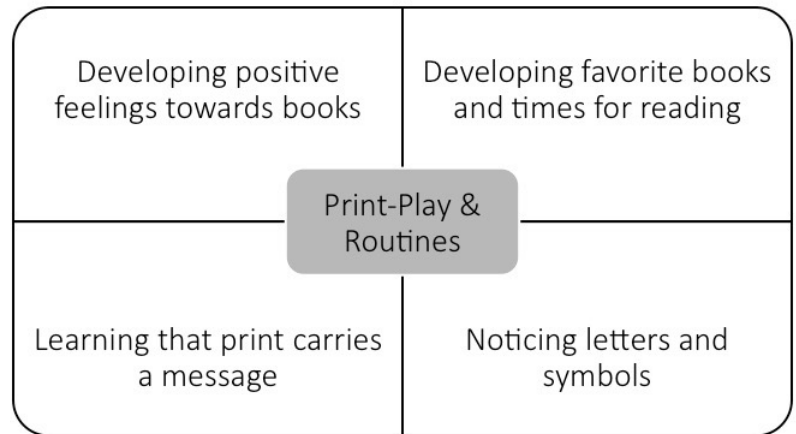 Developing positive
feelings towards books
Developing favorite books
and times for reading
Print-Play &
Routines
Learning that print carries
a message
Noticing letters and
symbols